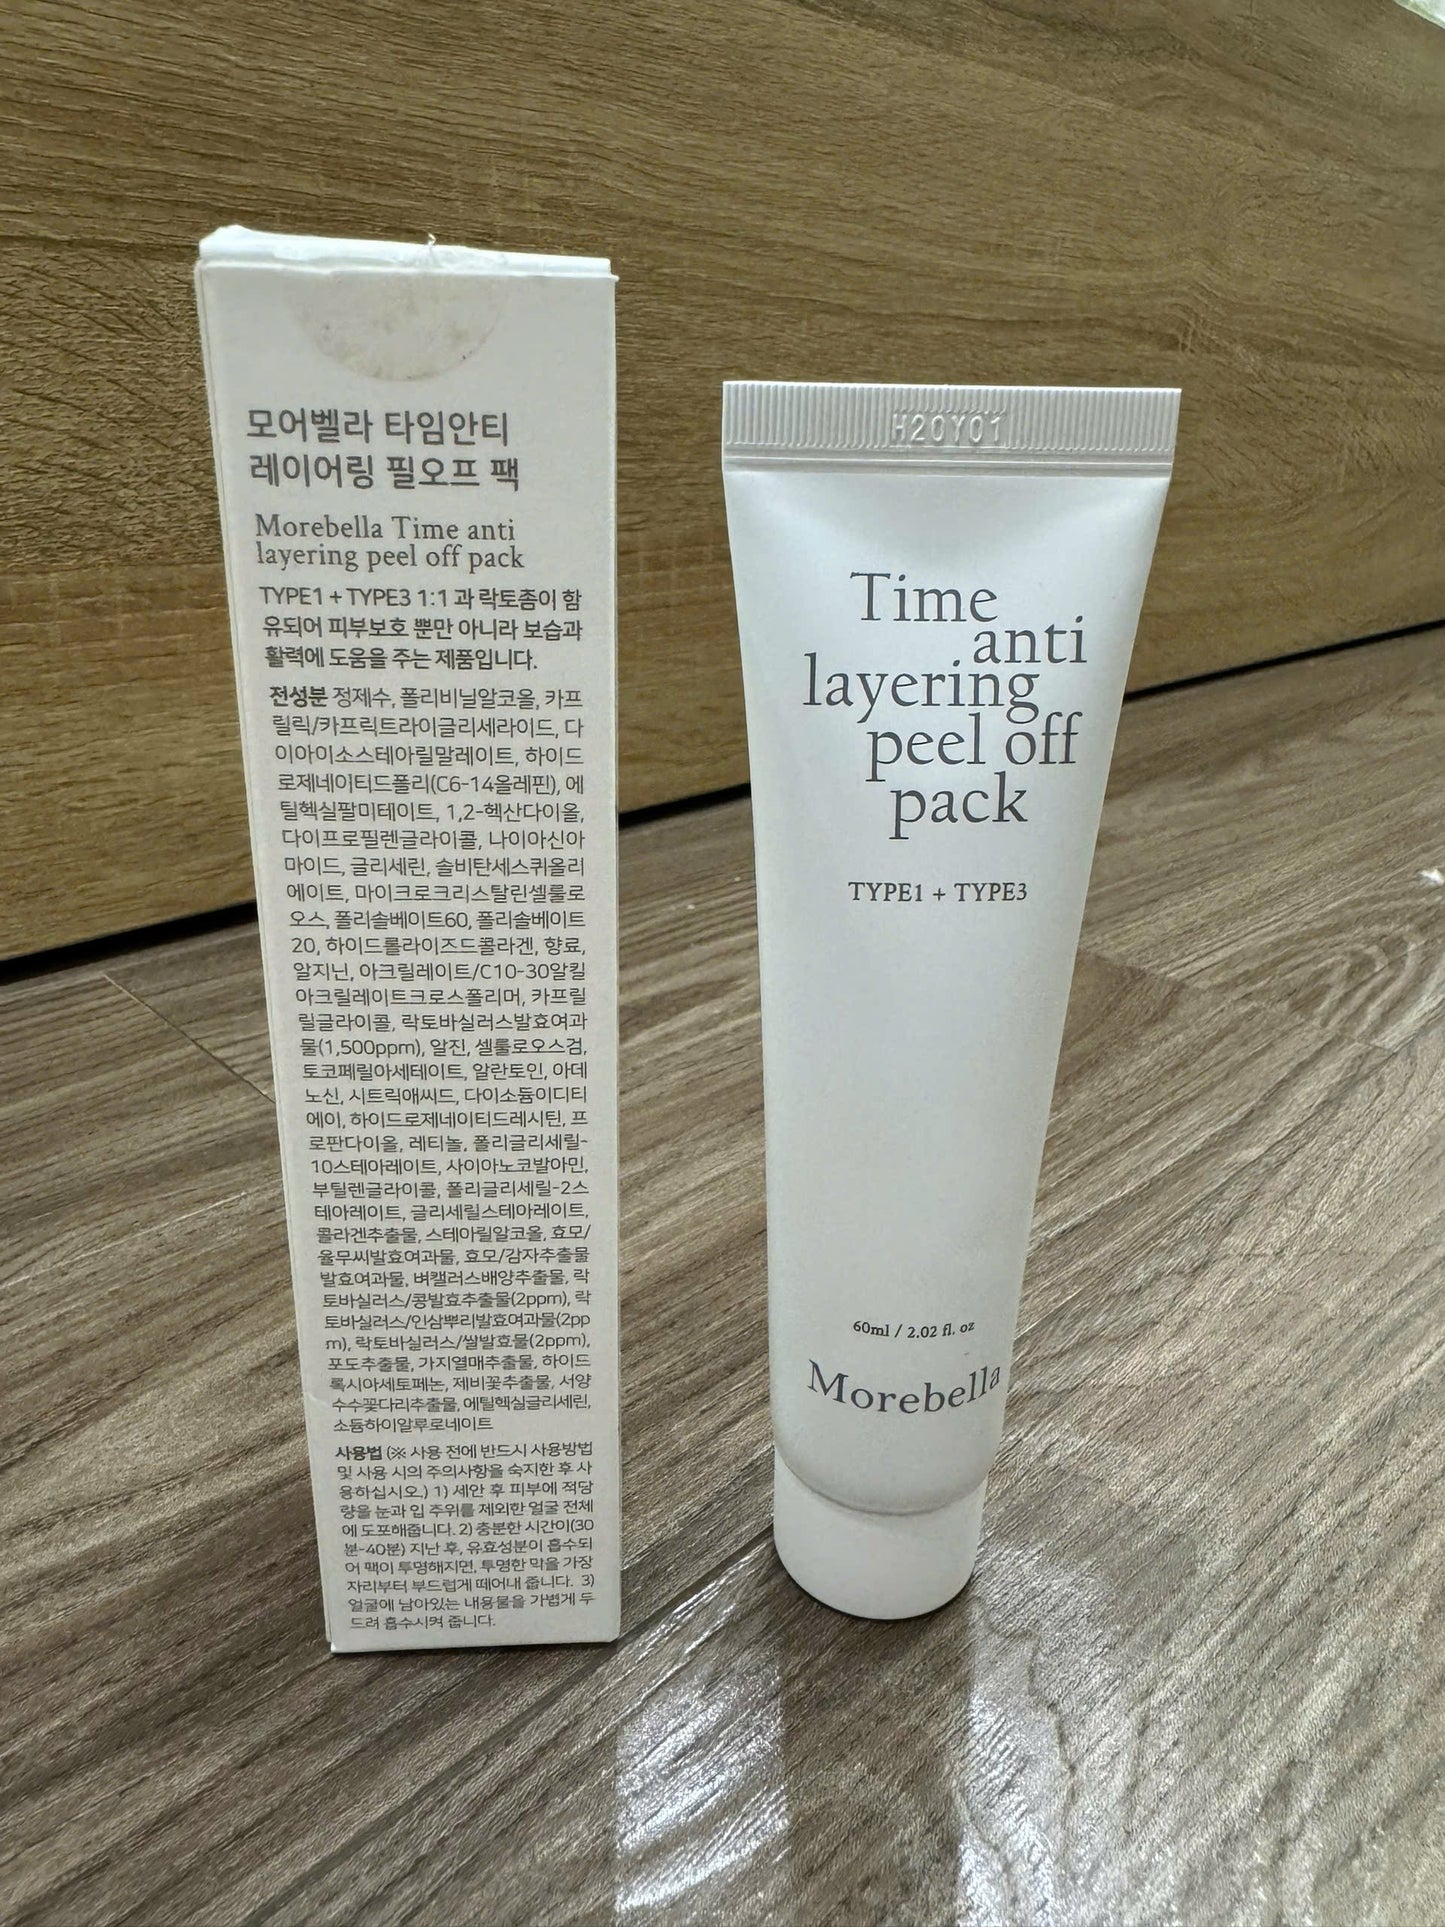 모어벨라 타임안티
레이어링 필오프 팩
Morebella Time anti
layering peel off pack
TYPE1 + TYPE3 1:1 과 락토좀이 함
유되어 피부보호 뿐만 아니라 보습과
활력에 도움을 주는 제품입니다.
전성분 정제수, 폴리비닐알코올, 카프
릴릭/카프릭트라이글리세라이드, 다
이아이소스테아릴말레이트, 하이드
로제네이티드폴리(C6-14올레핀), 에
틸헥실팔미테이트, 1,2-헥산다이올,
다이프로필렌글라이콜, 나이아신아
마이드, 글리세린, 솔비탄세스퀴올리
에이트, 마이크로크리스탈린셀룰로
오스, 폴리솔베이트60, 폴리솔베이트
20, 하이드롤라이즈드콜라겐, 향료,
알지닌, 아크릴레이트/C10-30알킬
아크릴레이트크로스폴리머, 카프릴
릴글라이콜, 락토바실러스발효여과
물(1,500ppm), 알진, 셀룰로오스검,
토코페릴아세테이트, 알란토인, 아데
노신, 시트릭애씨드, 다이소듐이디티
에이, 하이드로제네이티드레시틴, 프
로판다이올, 레티놀, 폴리글리세릴-
10스테아레이트, 사이아노코발아민,
부틸렌글라이콜, 폴리글리세릴-2스
테아레이트, 글리세릴스테아레이트,
콜라겐추출물, 스테아릴알코올, 효모/
율무씨발효여과물, 효모/감자추출물
발효여과물, 벼캘러스배양추출물, 락
토바실러스/콩발효추출물(2ppm), 락
토바실러스/인삼뿌리발효여과물(2pp
m), 락토바실러스/쌀발효물(2ppm),
포도추출물, 가지열매추출물, 하이드
록시아세토페논, 제비꽃추출물, 서양
수수꽃다리추출물, 에틸헥실글리세린,
소듐하이알루로네이트
사용법 (※ 사용 전에 반드시 사용방법
및 사용 시의 주의사항을 숙지한 후 사
용하십시오.) 1) 세안 후 피부에 적당
량을 눈과 입 주위를 제외한 얼굴 전체
에 도포해줍니다. 2) 충분한 시간이(30
분-40분) 지난 후, 유효성분이 흡수되
어 팩이 투명해지면, 투명한 막을 가장
자리부터 부드럽게 떼어내 줍니다. 3)
얼굴에 남아있는 내용물을 가볍게 두
드려 흡수시켜 줍니다.
H20Y01
Time
anti
layering
peel off
pack
TYPE1 + TYPE3
60ml / 2.02 fl. oz
Morebella